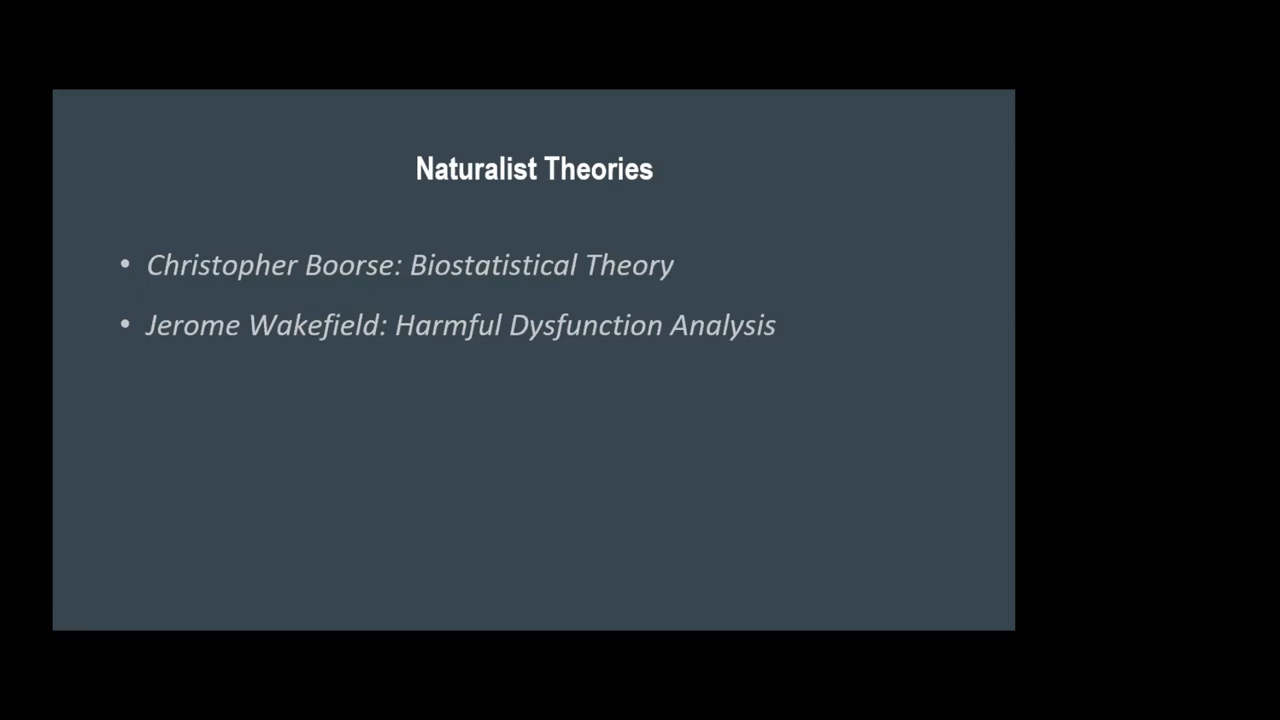 Naturalist Theories
• Christopher Boorse: Biostatistical Theory
• Jerome Wakefield: Harmful Dysfunction Analysis